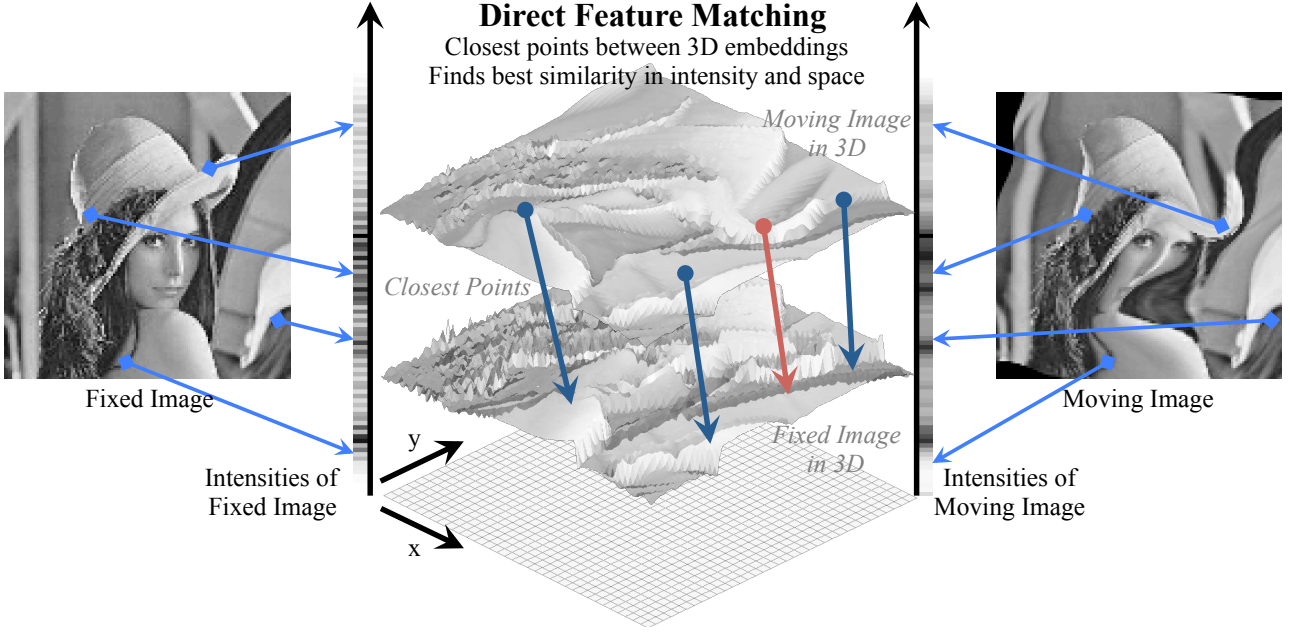 Direct Feature Matching
Closest points between 3D embeddings
Finds best similarity in intensity and space
Moving Image
in 3D
Closest Points
Fixed Image
Moving Image
y
Fixed Image
in 3D
Intensities of
Fixed Image
Intensities of
Moving Image
x